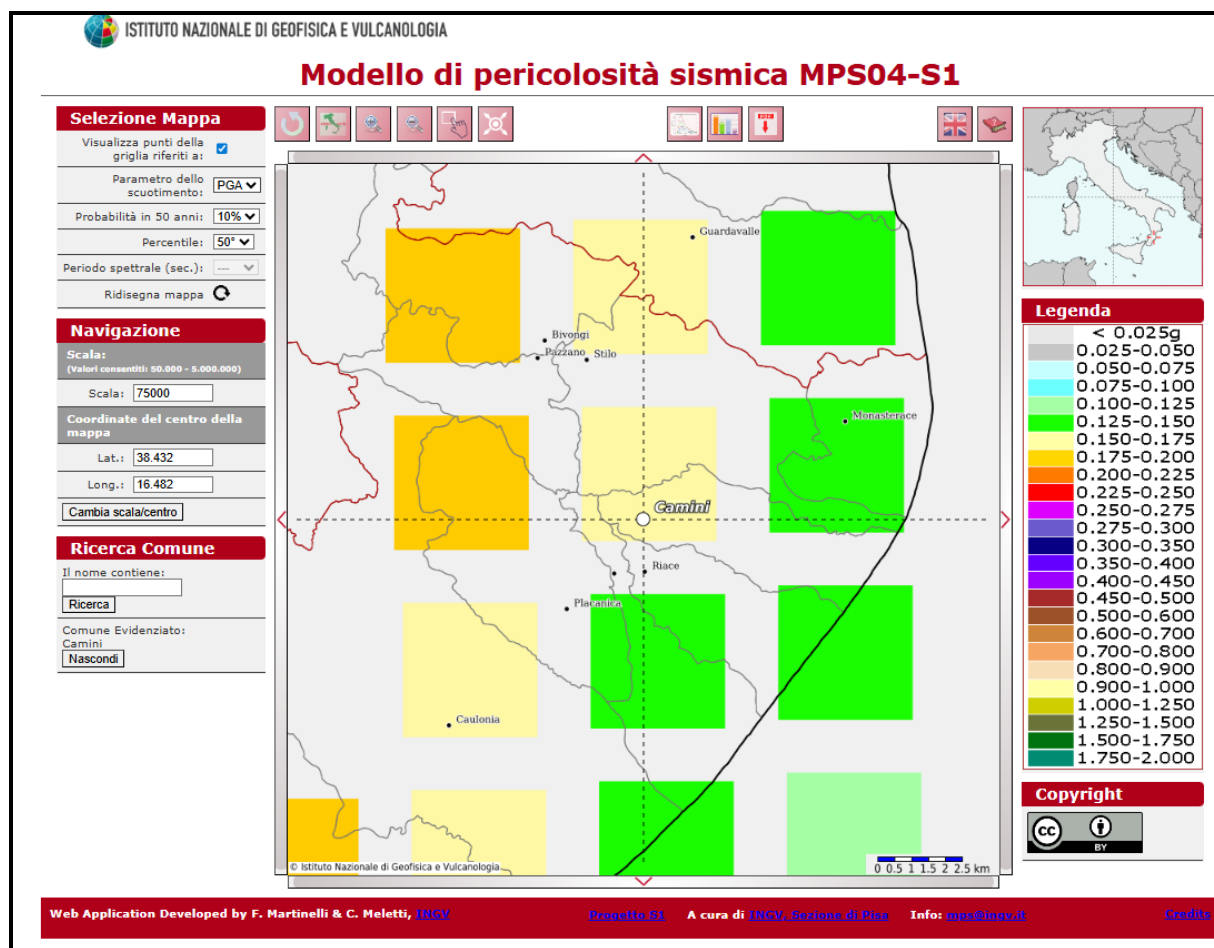 ISTITUTO NAZIONALE DI GEOFISICA E VULCANOLOGIA
Modello di pericolosità sismica MPS04-S1
Selezione Mappa
Visualizza punti della
griglia riferiti a:
Parametro dello
scuotimento: PGA
Probabilità in 50 anni: 10%
Percentile: 50°
Periodo spettrale (sec.): ---
Ridisegna mappa
Navigazione
Scala:
(Valori consentiti: 50.000 - 5.000.000)
Scala: 75000
Coordinate del centro della
mappa
Lat.: 38.432
Long.: 16.482
Cambia scala/centro
Ricerca Comune
Il nome contiene:
Ricerca
Comune Evidenziato:
Camini
Nascondi
PDF
Guardavalle
Bivongi
Pazzano
Stilo
Monasterace
Camini
Riace
Placanica
Caulonia
© Istituto Nazionale di Geofisica e Vulcanologia
0 0.5 1 1.5 2 2.5 km
Legenda
< 0.025g
0.025-0.050
0.050-0.075
0.075-0.100
0.100-0.125
0.125-0.150
0.150-0.175
0.175-0.200
0.200-0.225
0.225-0.250
0.250-0.275
0.275-0.300
0.300-0.350
0.350-0.400
0.400-0.450
0.450-0.500
0.500-0.600
0.600-0.700
0.700-0.800
0.800-0.900
0.900-1.000
1.000-1.250
1.250-1.500
1.500-1.750
1.750-2.000
Copyright
cc
BY
Web Application Developed by F. Martinelli & C. Meletti, INGV
Progetto S1
A cura di INGV, Sezione di Pisa
Info: mps@ingv.it
Credits